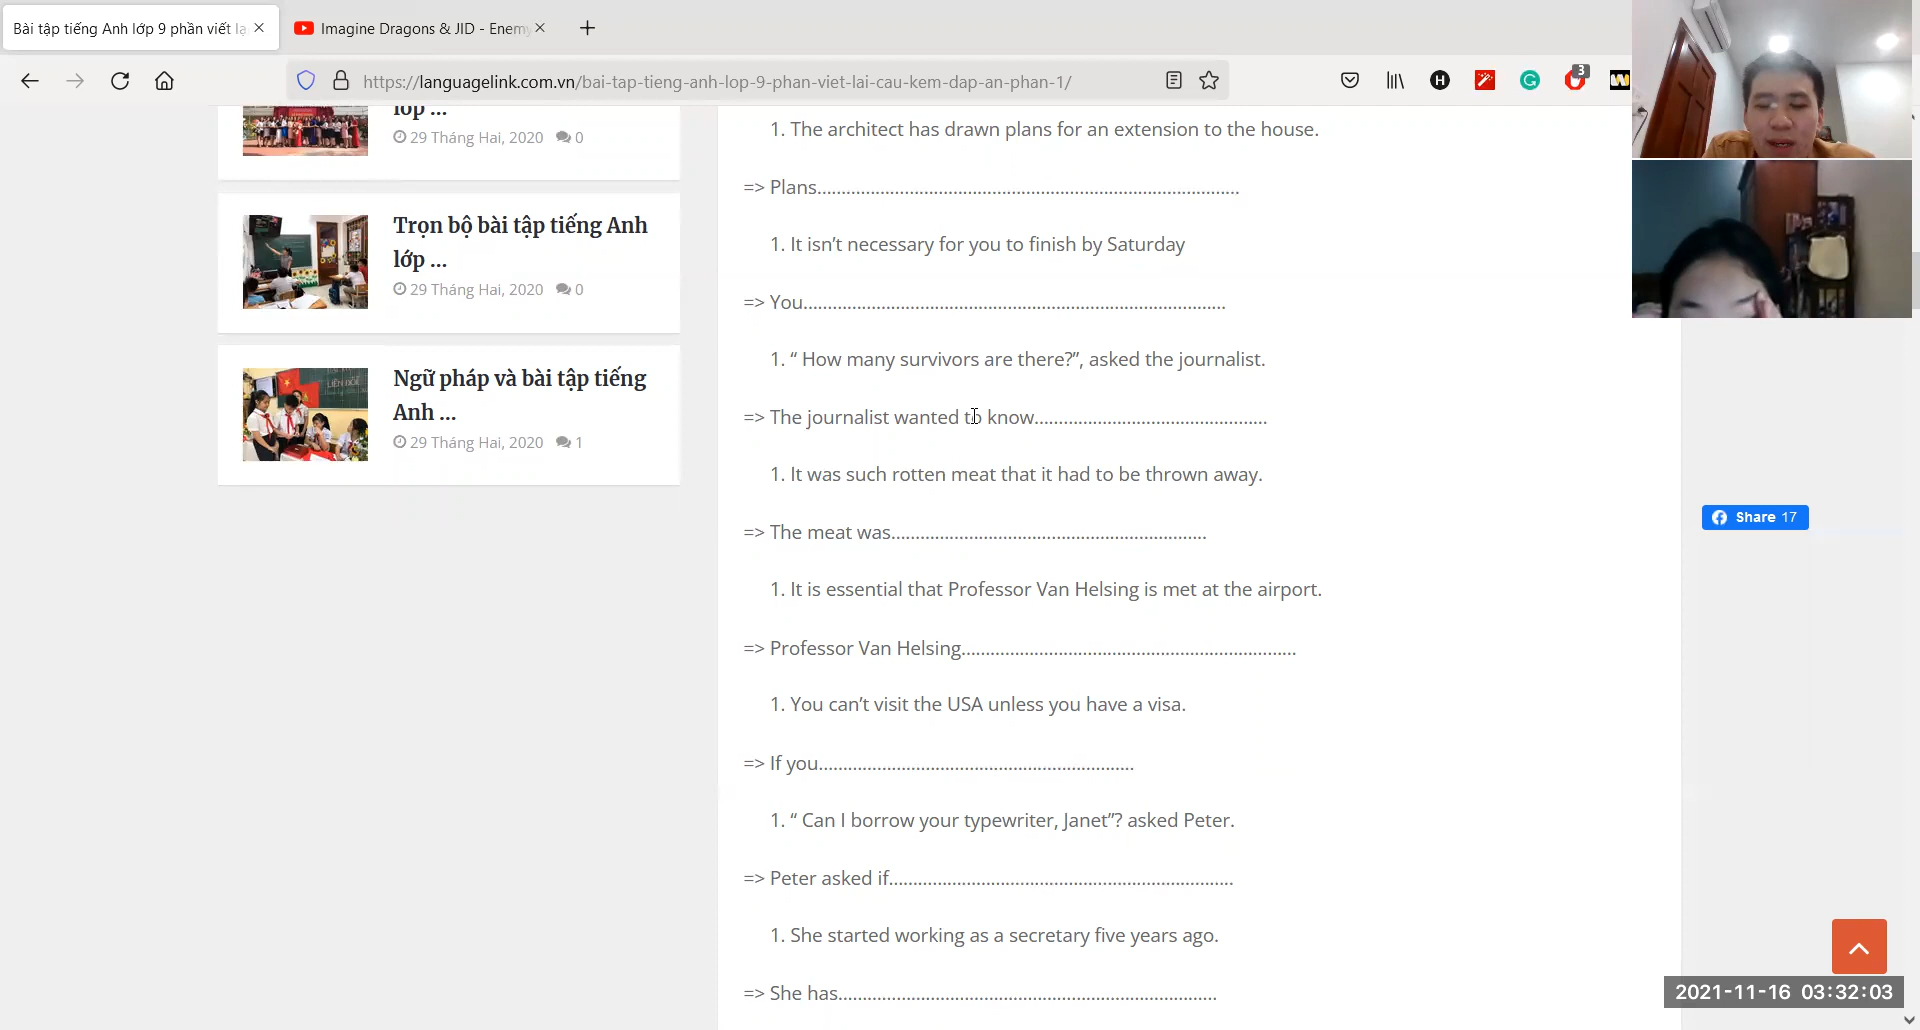 Bài tập tiếng Anh lớp 9 phần viết lạ
Imagine Dragons & JID - Enemy
https://languagelink.com.vn/bai-tap-tieng-anh-lop-9-phan-viet-lai-cau-kem-dap-an-phan-1/
3
lớp ...
29 Tháng Hai, 2020 0
Trọn bộ bài tập tiếng Anh
lớp ...
29 Tháng Hai, 2020 0
Ngữ pháp và bài tập tiếng
Anh ...
29 Tháng Hai, 2020 1
1. The architect has drawn plans for an extension to the house.
=> Plans.......................................................................................
1. It isn’t necessary for you to finish by Saturday
=> You.......................................................................................
1. “ How many survivors are there?”, asked the journalist.
=> The journalist wanted to know................................................
1. It was such rotten meat that it had to be thrown away.
=> The meat was.................................................................
1. It is essential that Professor Van Helsing is met at the airport.
=> Professor Van Helsing.....................................................................
1. You can’t visit the USA unless you have a visa.
=> If you.................................................................
1. “ Can I borrow your typewriter, Janet”? asked Peter.
=> Peter asked if.......................................................................
1. She started working as a secretary five years ago.
=> She has..............................................................................
Share 17
2021-11-16 03:32:03